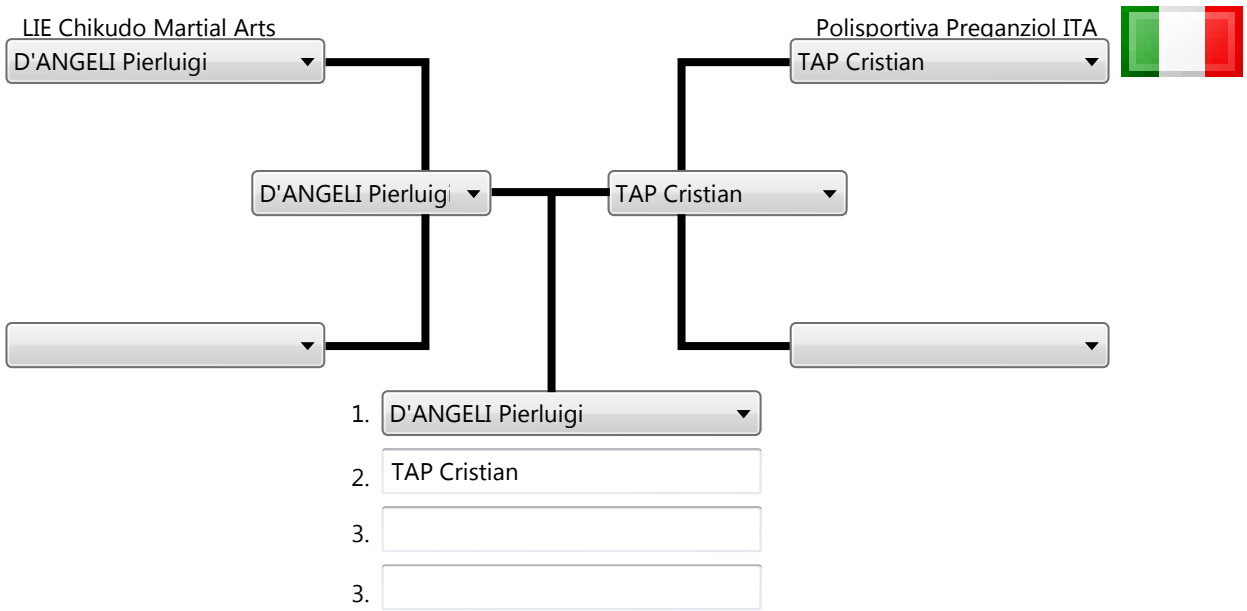 LIE Chikudo Martial Arts
Polisportiva Preganziol ITA
D'ANGELI Pierluigi
TAP Cristian
D'ANGELI Pierluigi
TAP Cristian
1. D'ANGELI Pierluigi
2. TAP Cristian
3.
3.